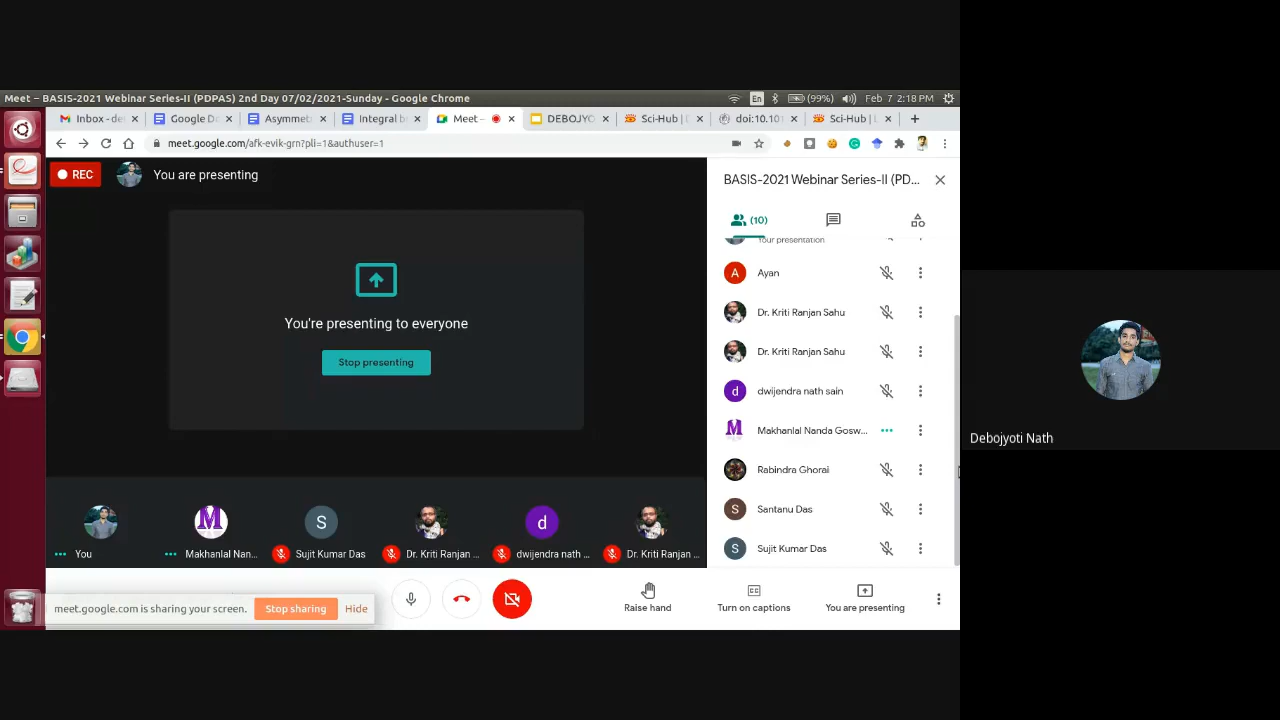 Meet – BASIS-2021 Webinar Series-II (PDPAS) 2nd Day 07/02/2021-Sunday - Google Chrome
En
(99%)
Feb 7 2:18 PM
Inbox - de
Google D
Asymmet
Integral b
Meet –
DEBOJYO
Sci-Hub | D
doi:10.101
Sci-Hub | L
meet.google.com/afk-evik-grn?pli=1&authuser=1
REC
You are presenting
BASIS-2021 Webinar Series-II (PD...
(10)
Your presentation
You're presenting to everyone
Stop presenting
A
Ayan
Dr. Kriti Ranjan Sahu
Dr. Kriti Ranjan Sahu
d
dwijendra nath sain
M
Makhanlal Nanda Gosw...
Rabindra Ghorai
S
Santanu Das
S
Sujit Kumar Das
M
S
d
You
Makhanlal Nan...
Sujit Kumar Das
Dr. Kriti Ranjan ...
dwijendra nath ...
Dr. Kriti Ranjan ...
Debojyoti Nath
meet.google.com is sharing your screen.
Stop sharing
Hide
Raise hand
Turn on captions
You are presenting